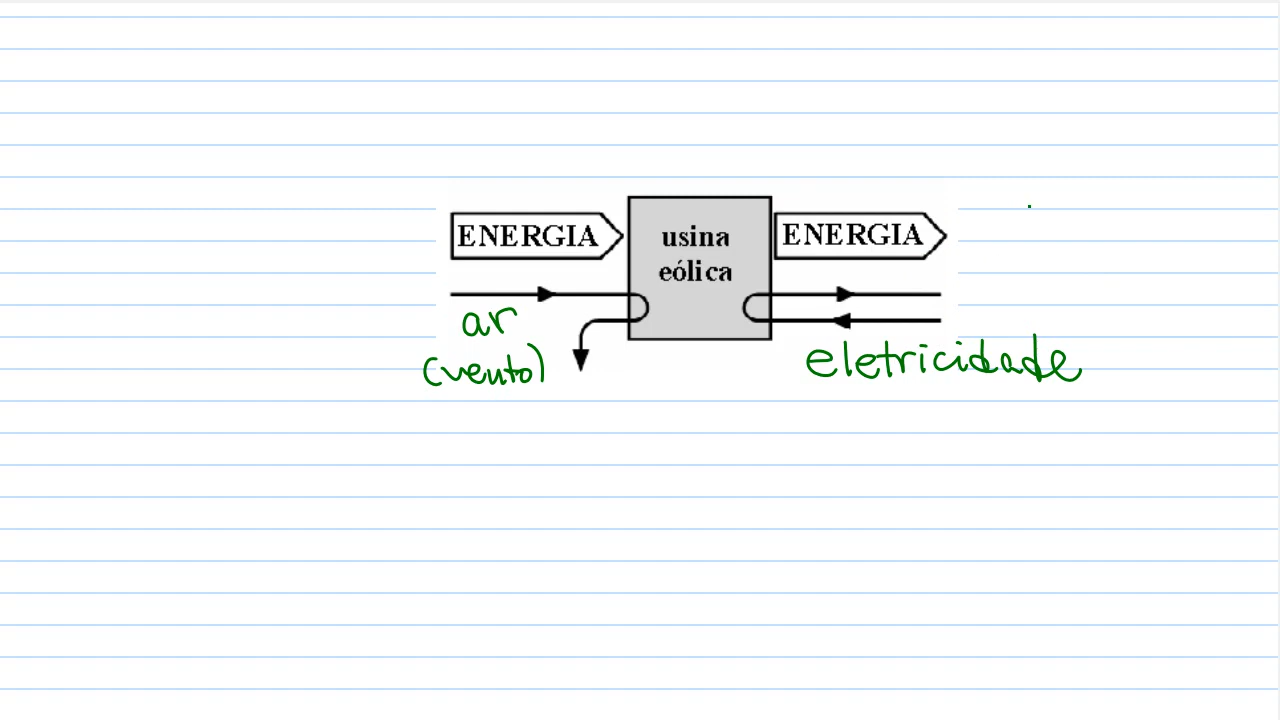 ENERGIA
usina
eólica
ENERGIA
ar
(vento)
eletricidade